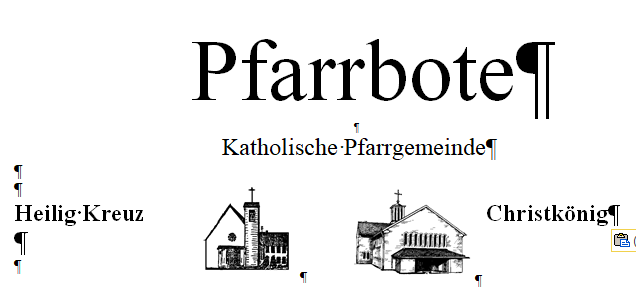 Pfarrbote¶
¶
Katholische·Pfarrgemeinde¶
¶
¶
Heilig·Kreuz Christkönig¶
¶
¶ ¶ ¶